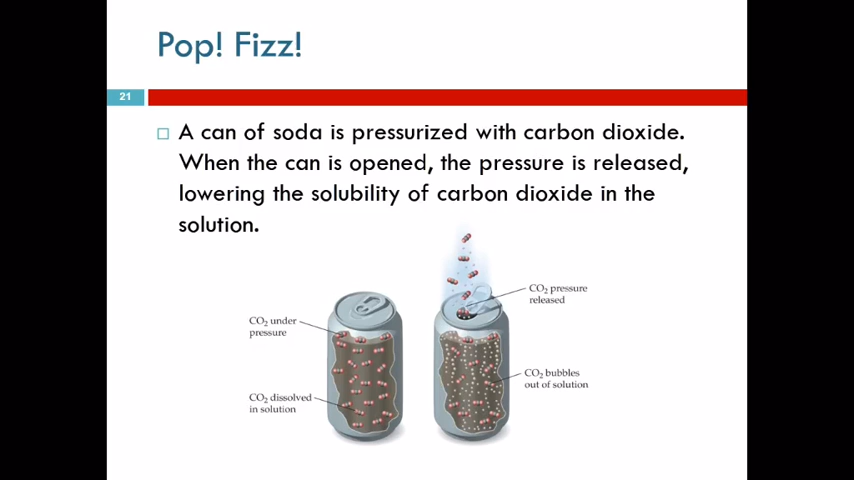 Pop! Fizz!
21
A can of soda is pressurized with carbon dioxide.
When the can is opened, the pressure is released,
lowering the solubility of carbon dioxide in the
solution.
CO2 pressure
released
CO2 under
pressure
CO2 bubbles
out of solution
CO2 dissolved
in solution